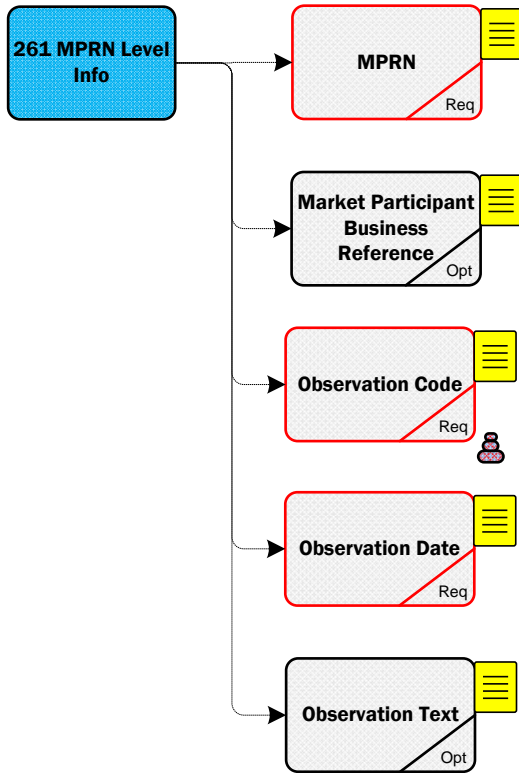 261 MPRN Level
Info
MPRN
Req
Market Participant
Business
Reference
Opt
Observation Code
Req
Observation Date
Req
Observation Text
Opt